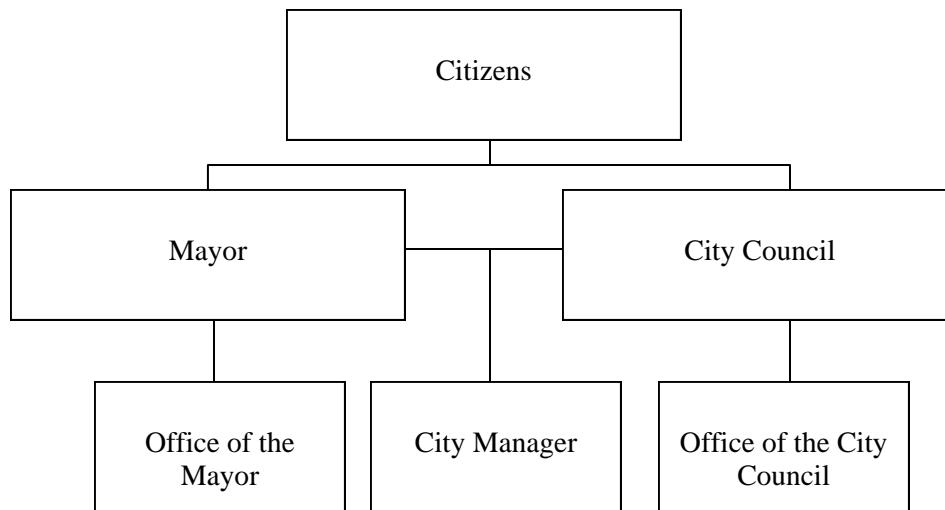 Citizens
Mayor
City Council
Office of the
Mayor
City Manager
Office of the City
Council